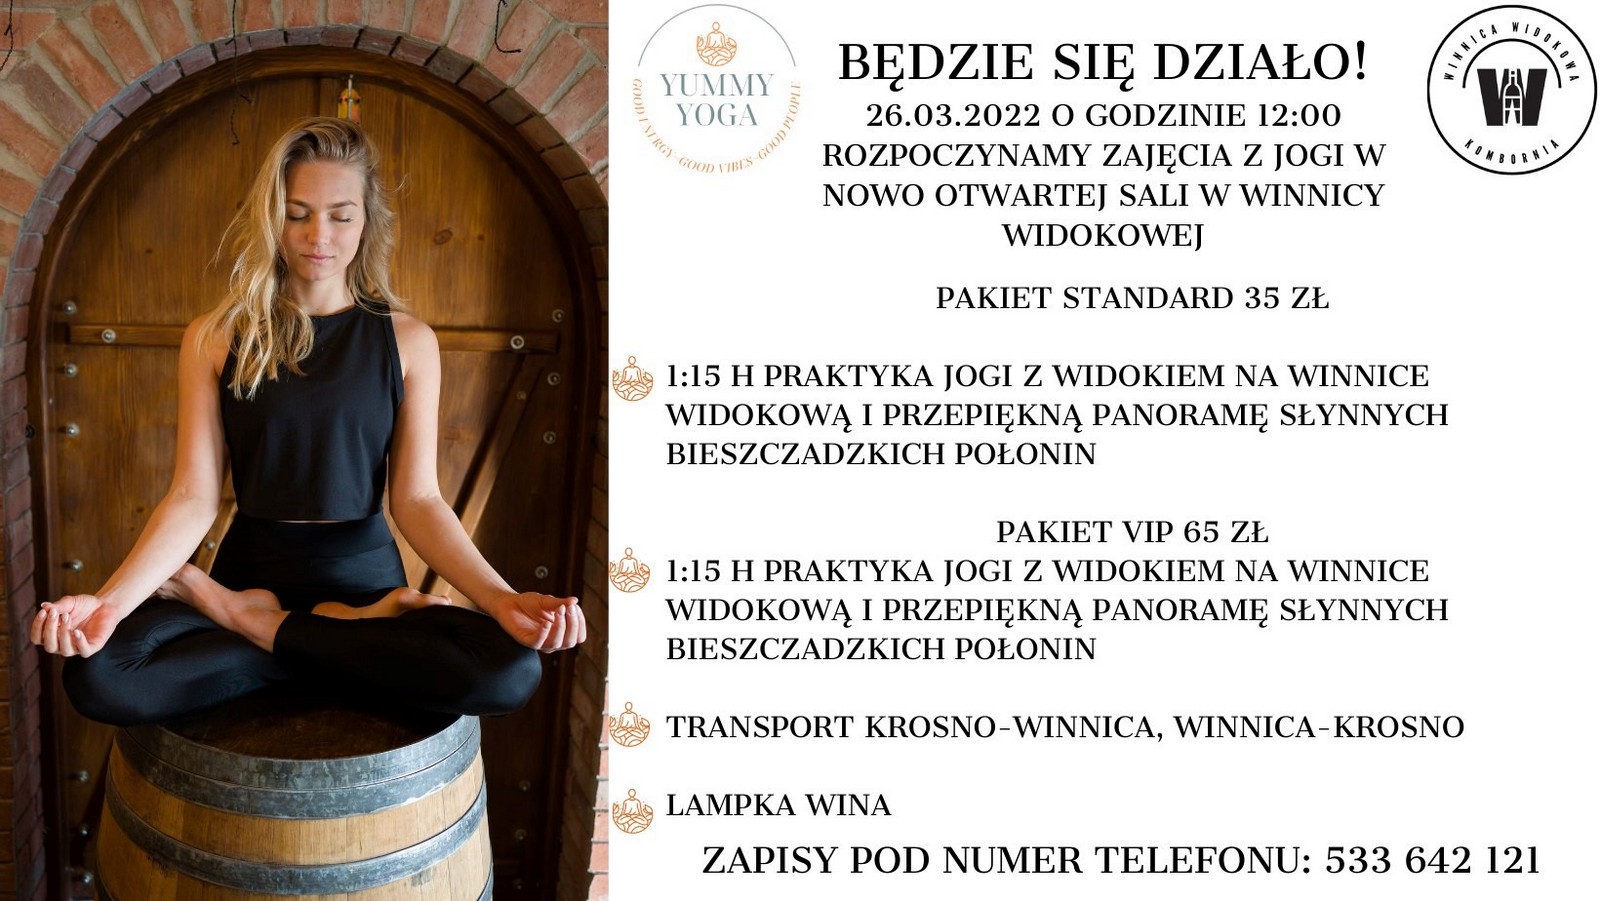 YUMMY
YOGA
GOOD ENERGY-GOOD VIBES-GOOD PEOPLE
BĘDZIE SIĘ DZIAŁO!
26.03.2022 O GODZINIE 12:00
ROZPOCZYNAMY ZAJĘCIA Z JOGI W
NOWO OTWARTEJ SALI W WINNICY
WIDOKOWEJ
WINNICA WIDOKOWA
W
KOMBORNIA
PAKIET STANDARD 35 ZŁ
1:15 H PRAKTYKA JOGI Z WIDOKIEM NA WINNICE
WIDOKOWĄ I PRZEPIĘKNĄ PANORAMĘ SŁYNNYCH
BIESZCZADZKICH POŁONIN
PAKIET VIP 65 ZŁ
1:15 H PRAKTYKA JOGI Z WIDOKIEM NA WINNICE
WIDOKOWĄ I PRZEPIĘKNĄ PANORAMĘ SŁYNNYCH
BIESZCZADZKICH POŁONIN
TRANSPORT KROSNO-WINNICA, WINNICA-KROSNO
LAMPKA WINA
ZAPISY POD NUMER TELEFONU: 533 642 121